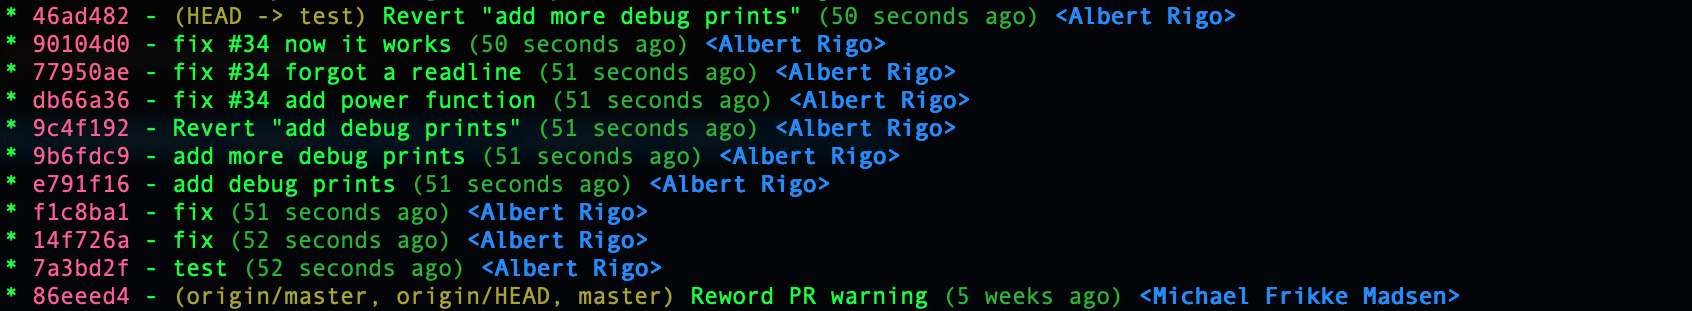 * 46ad482 - (HEAD -> test) Revert "add more debug prints" (50 seconds ago) <Albert Rigo>
* 90104d0 - fix #34 now it works (50 seconds ago) <Albert Rigo>
* 77950ae - fix #34 forgot a readline (51 seconds ago) <Albert Rigo>
* db66a36 - fix #34 add power function (51 seconds ago) <Albert Rigo>
* 9c4f192 - Revert "add debug prints" (51 seconds ago) <Albert Rigo>
* 9b6fdc9 - add more debug prints (51 seconds ago) <Albert Rigo>
* e791f16 - add debug prints (51 seconds ago) <Albert Rigo>
* f1c8ba1 - fix (51 seconds ago) <Albert Rigo>
* 14f726a - fix (52 seconds ago) <Albert Rigo>
* 7a3bd2f - test (52 seconds ago) <Albert Rigo>
* 86eeed4 - (origin/master, origin/HEAD, master) Reword PR warning (5 weeks ago) <Michael Frikke Madsen>